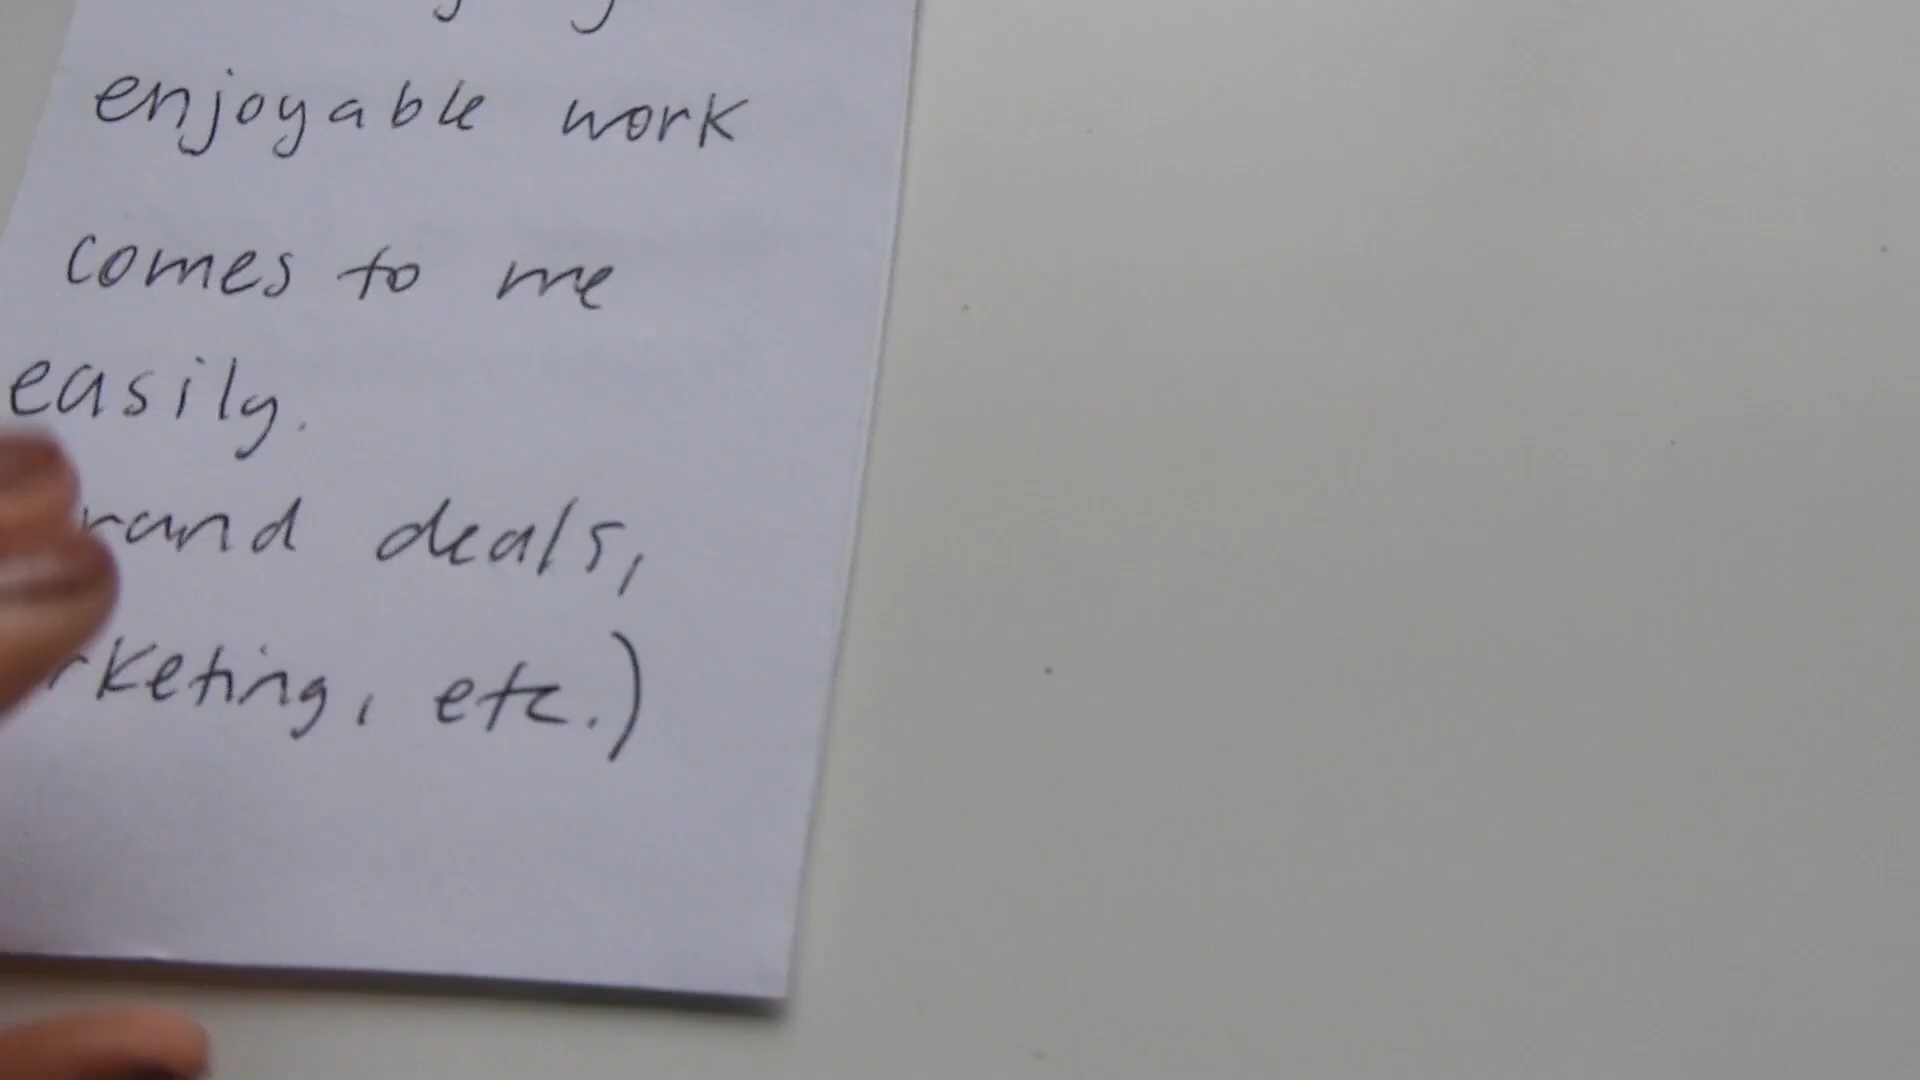 enjoyable work
comes to me
easily.
rand deals,
rketing, etc.)